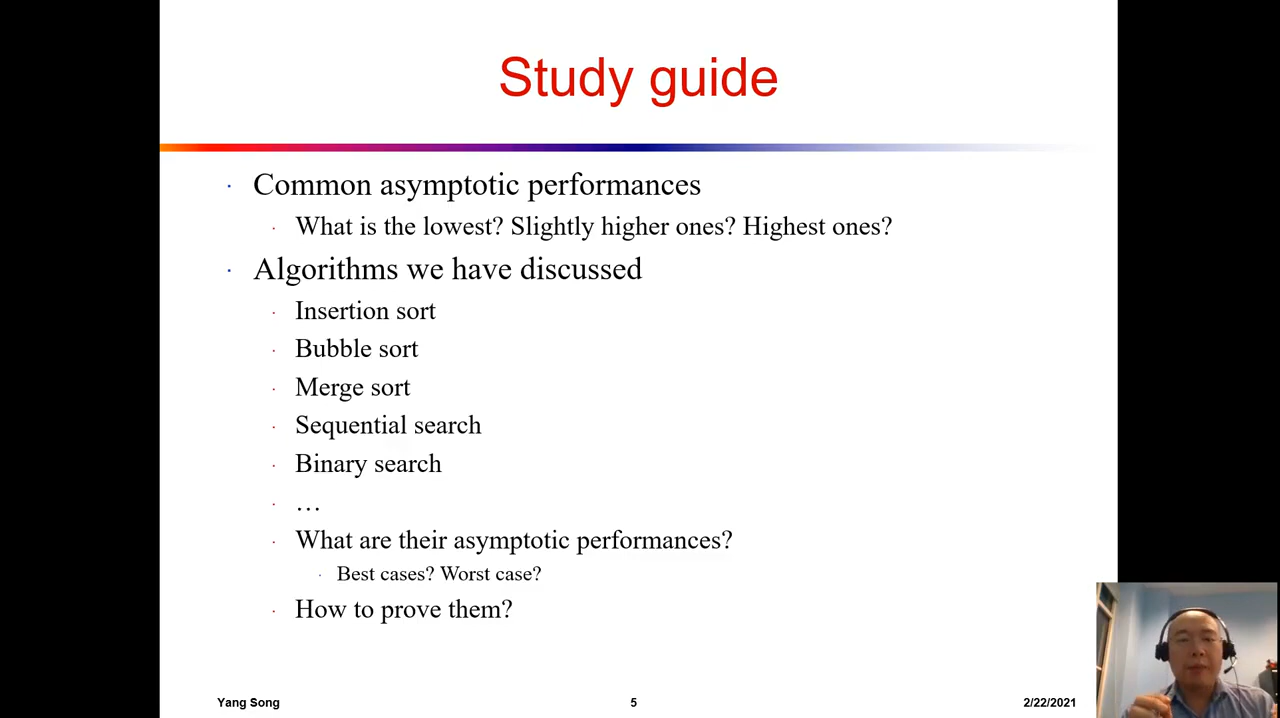 Study guide
Common asymptotic performances
What is the lowest? Slightly higher ones? Highest ones?
Algorithms we have discussed
Insertion sort
Bubble sort
Merge sort
Sequential search
Binary search
…
What are their asymptotic performances?
Best cases? Worst case?
How to prove them?
Yang Song
5
2/22/2021